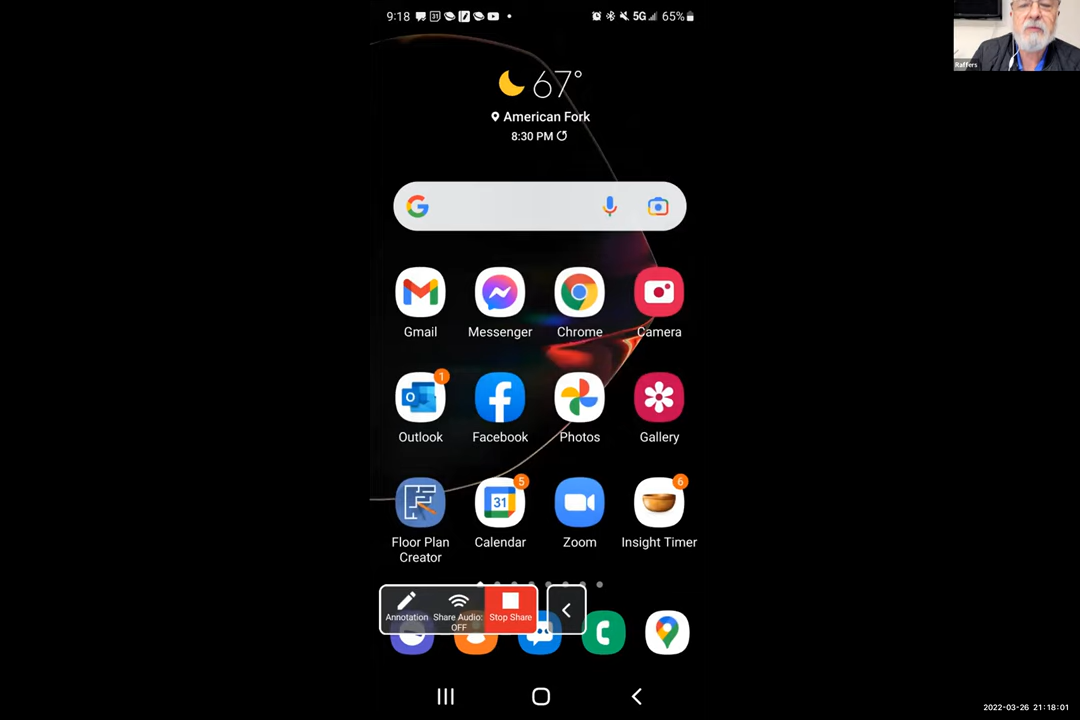 9:18
31
5G
65%
Raffers
67°
American Fork
8:30 PM
G
Gmail
Messenger
Chrome
Camera
1
Outlook
Facebook
Photos
Gallery
5
6
31
Floor Plan
Creator
Calendar
Zoom
Insight Timer
Annotation
Share Audio:
OFF
Stop Share
2022-03-26 21:18:01